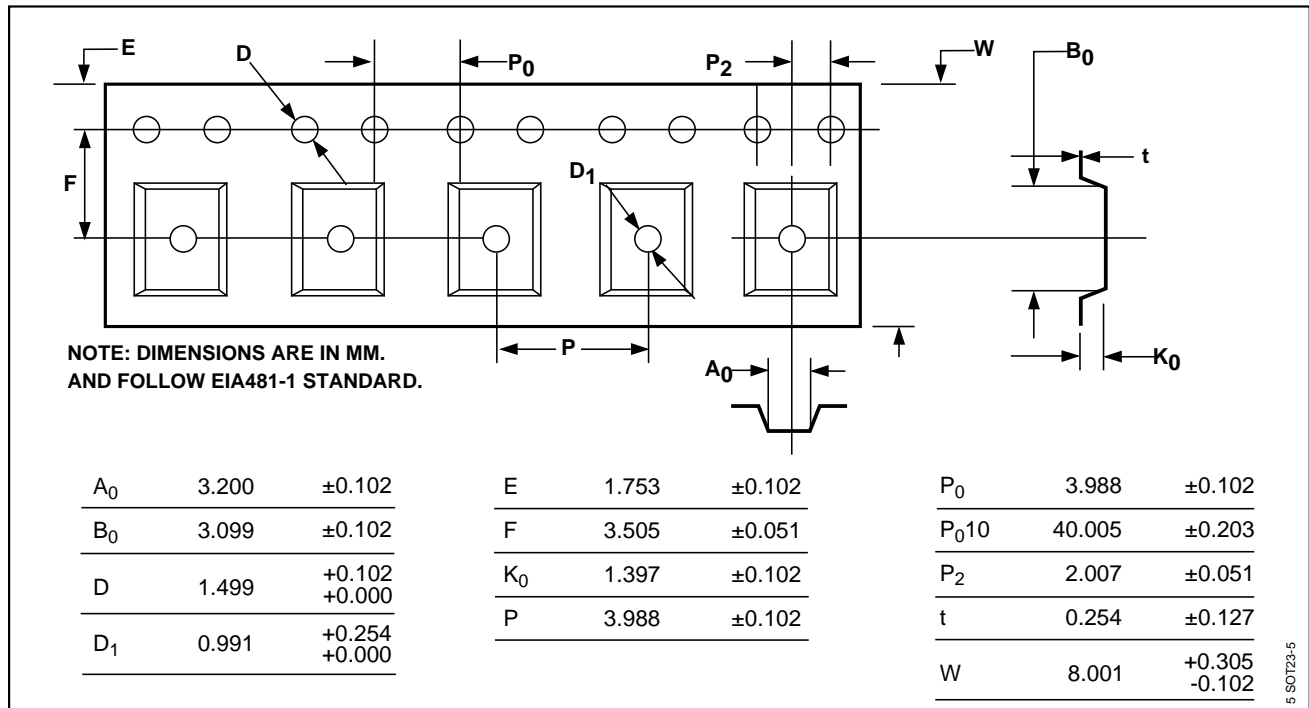 E
D
P0
P2
W
B0
F
D1
t
P
A0
K0
NOTE: DIMENSIONS ARE IN MM.
AND FOLLOW EIA481-1 STANDARD.
A0 3.200 ±0.102
B0 3.099 ±0.102
D 1.499 +0.102
+0.000
D1 0.991 +0.254
+0.000
E 1.753 ±0.102
F 3.505 ±0.051
K0 1.397 ±0.102
P 3.988 ±0.102
P0 3.988 ±0.102
P010 40.005 ±0.203
P2 2.007 ±0.051
t 0.254 ±0.127
W 8.001 +0.305
-0.102
5 SOT23-5